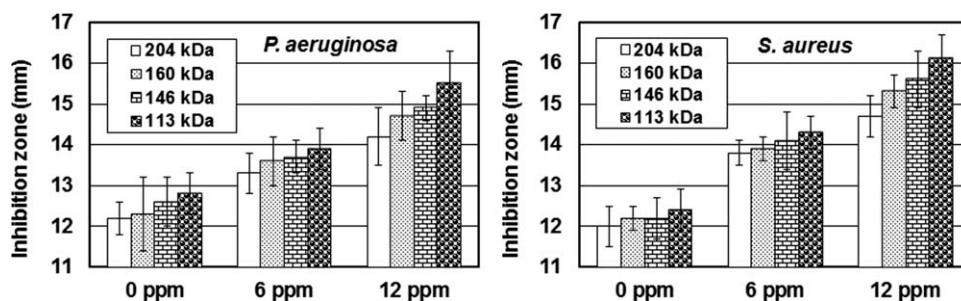 Inhibition zone (mm)
17
16
15
14
13
12
11
P. aeruginosa
204 kDa
160 kDa
146 kDa
113 kDa
0 ppm 6 ppm 12 ppm
Inhibition zone (mm)
17
16
15
14
13
12
11
S. aureus
204 kDa
160 kDa
146 kDa
113 kDa
0 ppm 6 ppm 12 ppm